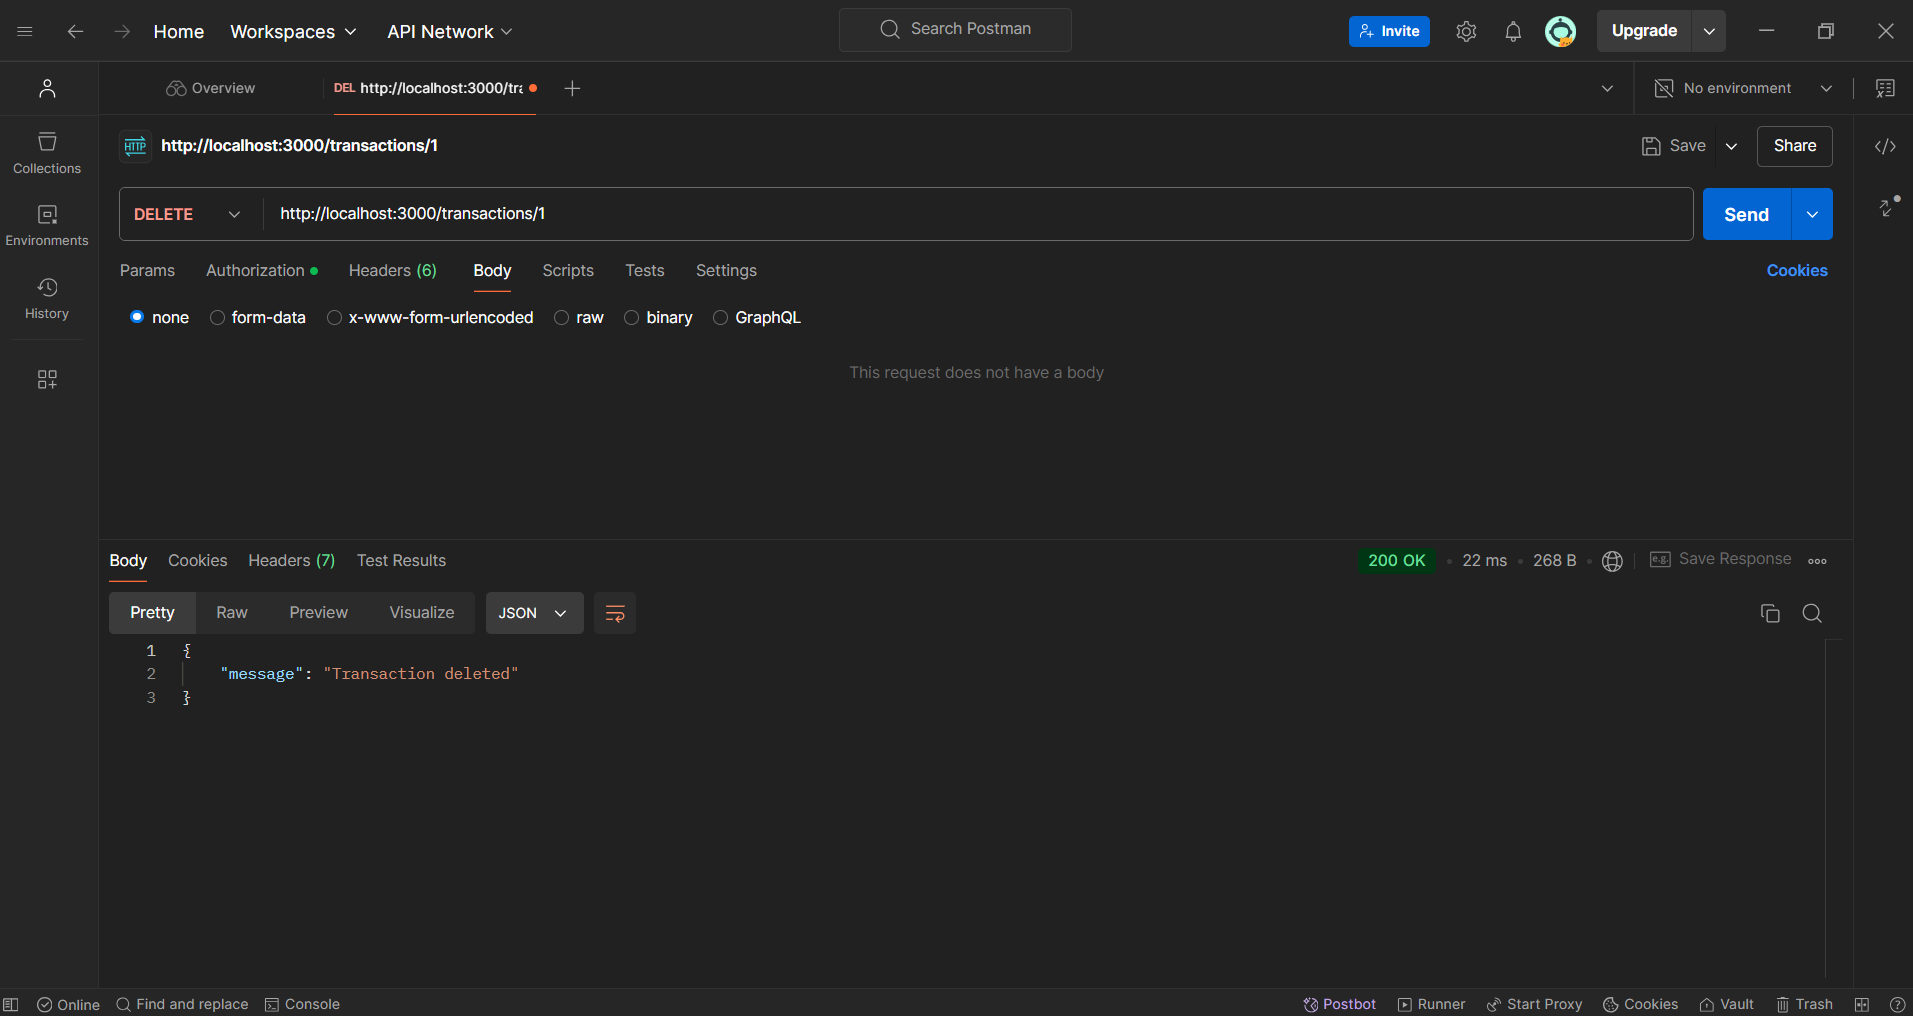 Home Workspaces API Network Search Postman Invite Upgrade
Overview DEL http://localhost:3000/tra No environment
HTTP http://localhost:3000/transactions/1 Save Share
Collections
DELETE http://localhost:3000/transactions/1 Send
Environments
Params Authorization Headers (6) Body Scripts Tests Settings Cookies
History
none form-data x-www-form-urlencoded raw binary GraphQL
This request does not have a body
Body Cookies Headers (7) Test Results 200 OK • 22 ms • 268 B • e.g. Save Response
Pretty Raw Preview Visualize JSON
1 {
2 "message": "Transaction deleted"
3 }
Online Find and replace Console Postbot Runner Start Proxy Cookies Vault Trash